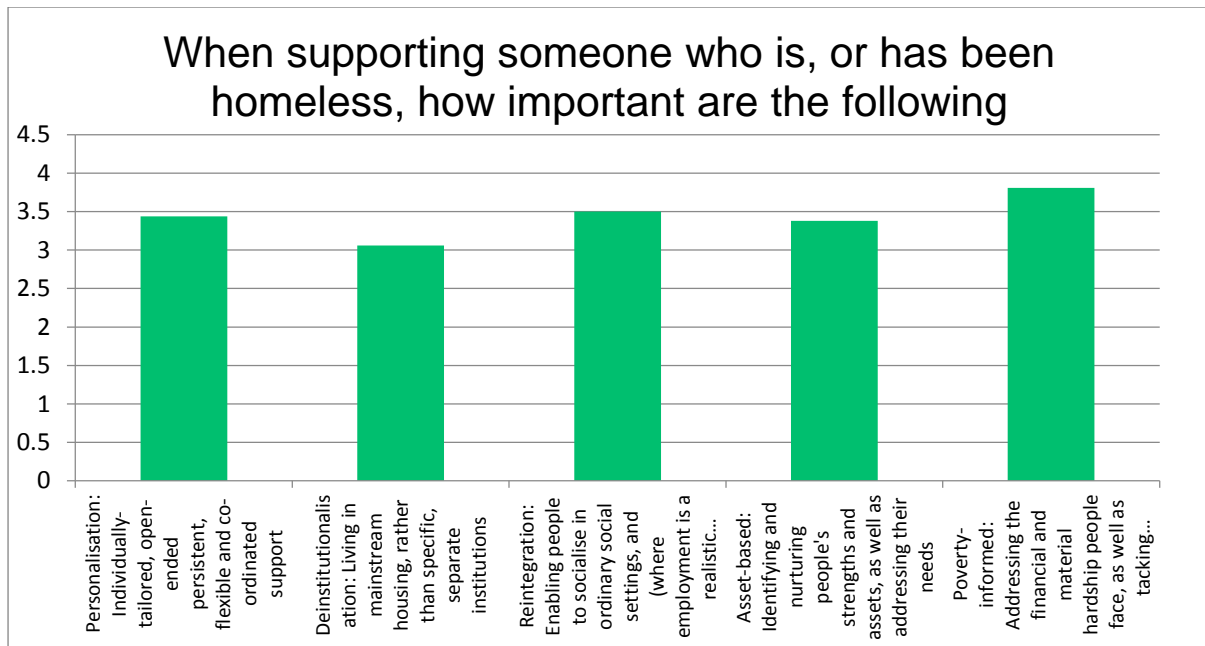 When supporting someone who is, or has been
homeless, how important are the following
4.5
4
3.5
3
2.5
2
1.5
1
0.5
0
Personalisation:
Individually-
tailored, open-
ended
persistent,
flexible and co-
ordinated
support
Deinstitutionalis
ation: Living in
mainstream
housing, rather
than specific,
separate
institutions
Reintegration:
Enabling people
to socialise in
ordinary social
settings, and
(where
employment is a
realistic...
Asset-based:
Identifying and
nurturing
people's
strengths and
assets, as well as
addressing their
needs
Poverty-
informed:
Addressing the
financial and
material
hardship people
face, as well as
tacking...